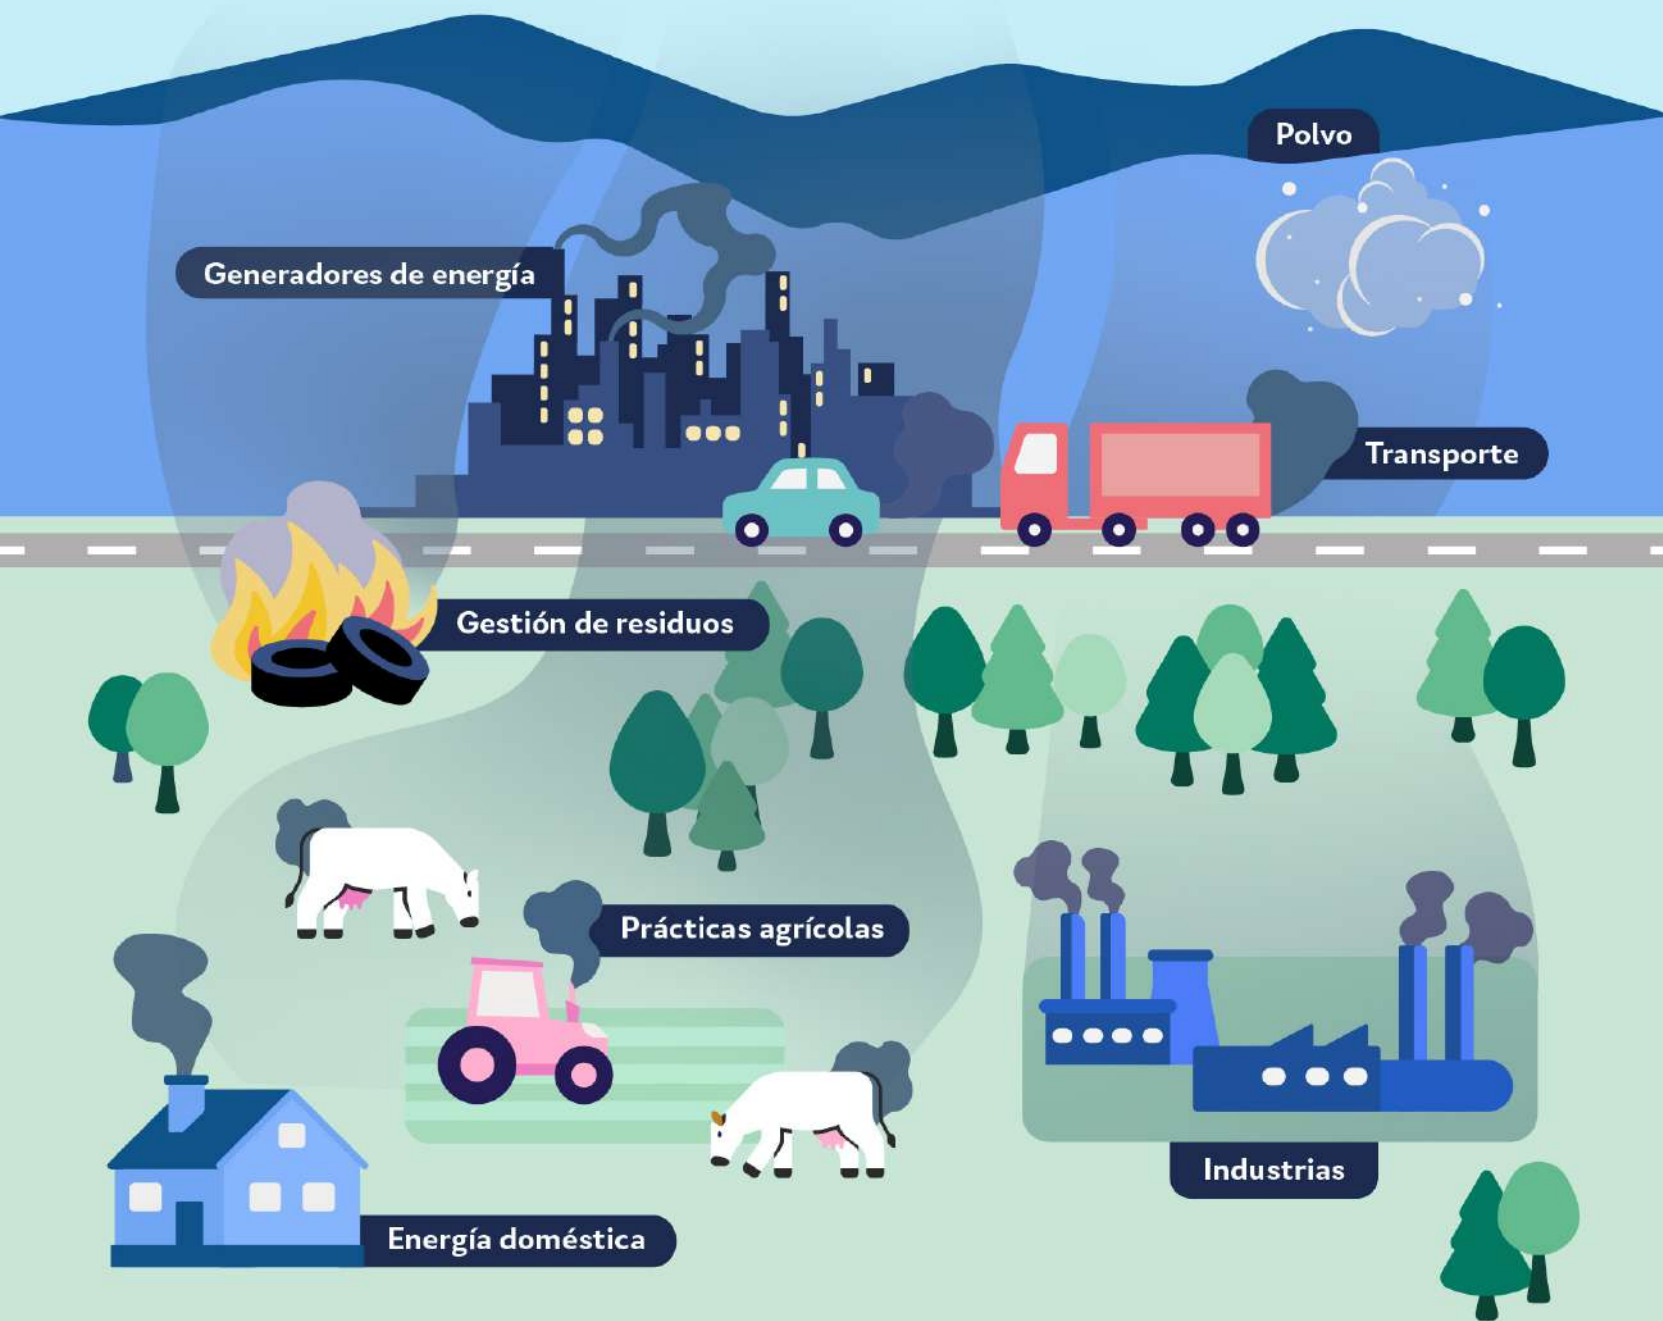 Polvo
Generadores de energía
Transporte
Gestión de residuos
Prácticas agrícolas
Industrias
Energía doméstica